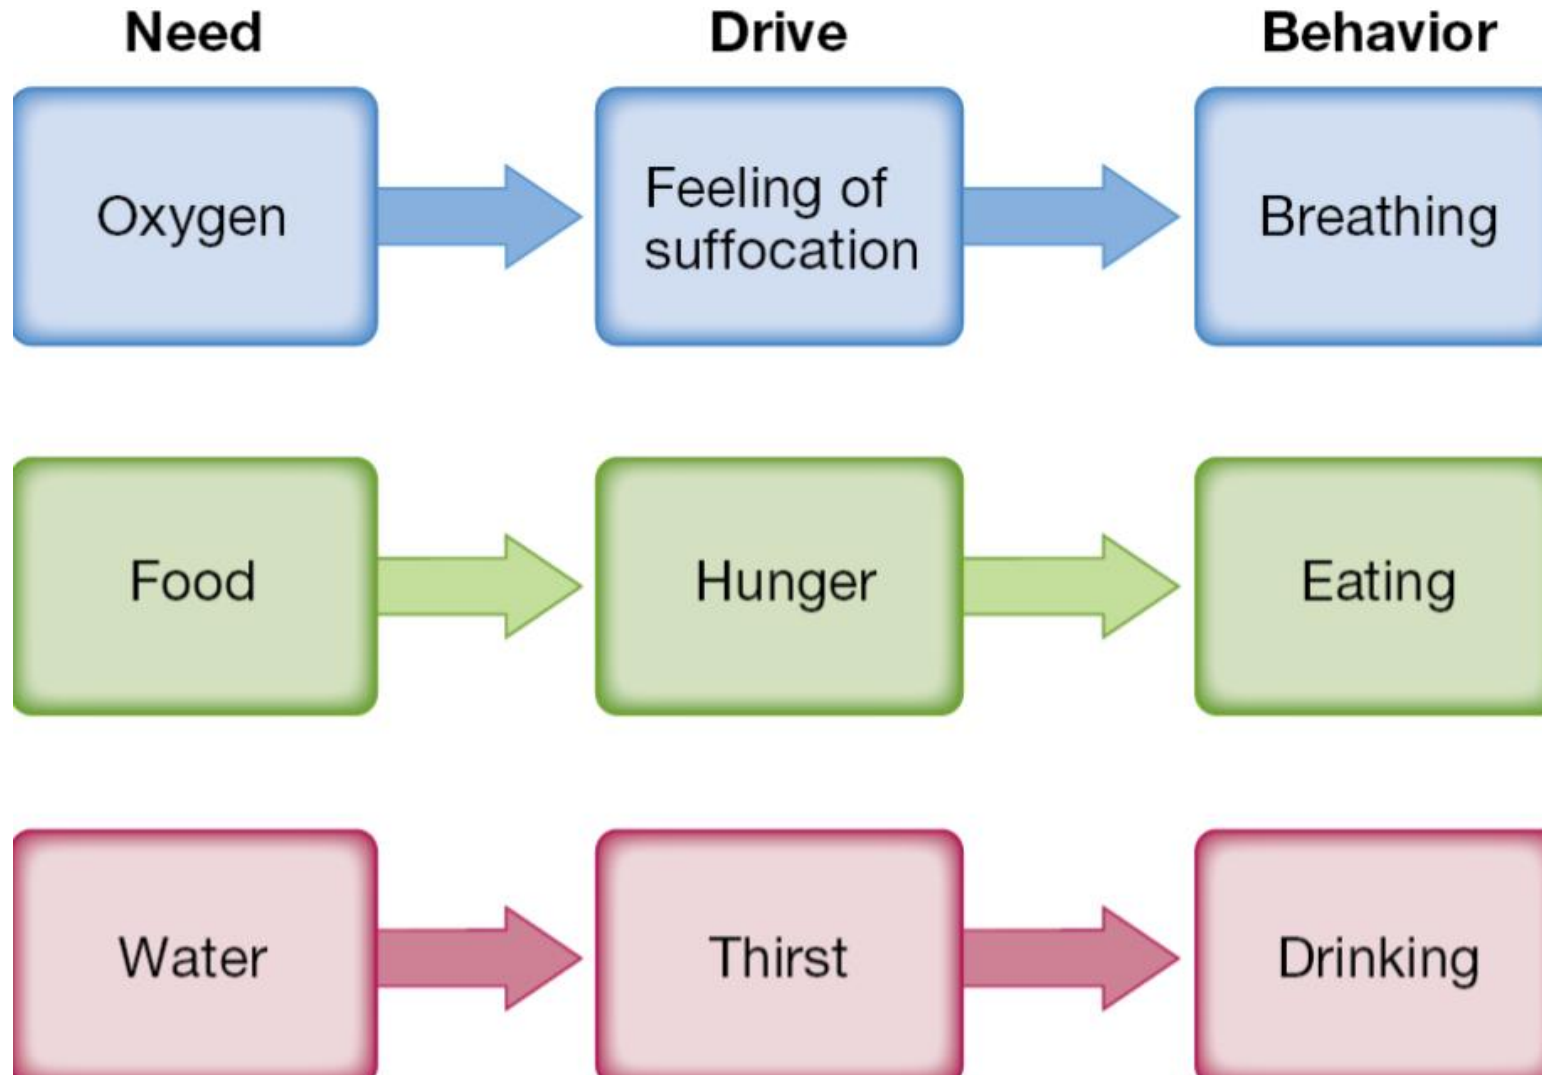 Need Drive Behavior
Oxygen
Feeling of
suffocation
Breathing
Food
Hunger
Eating
Water
Thirst
Drinking